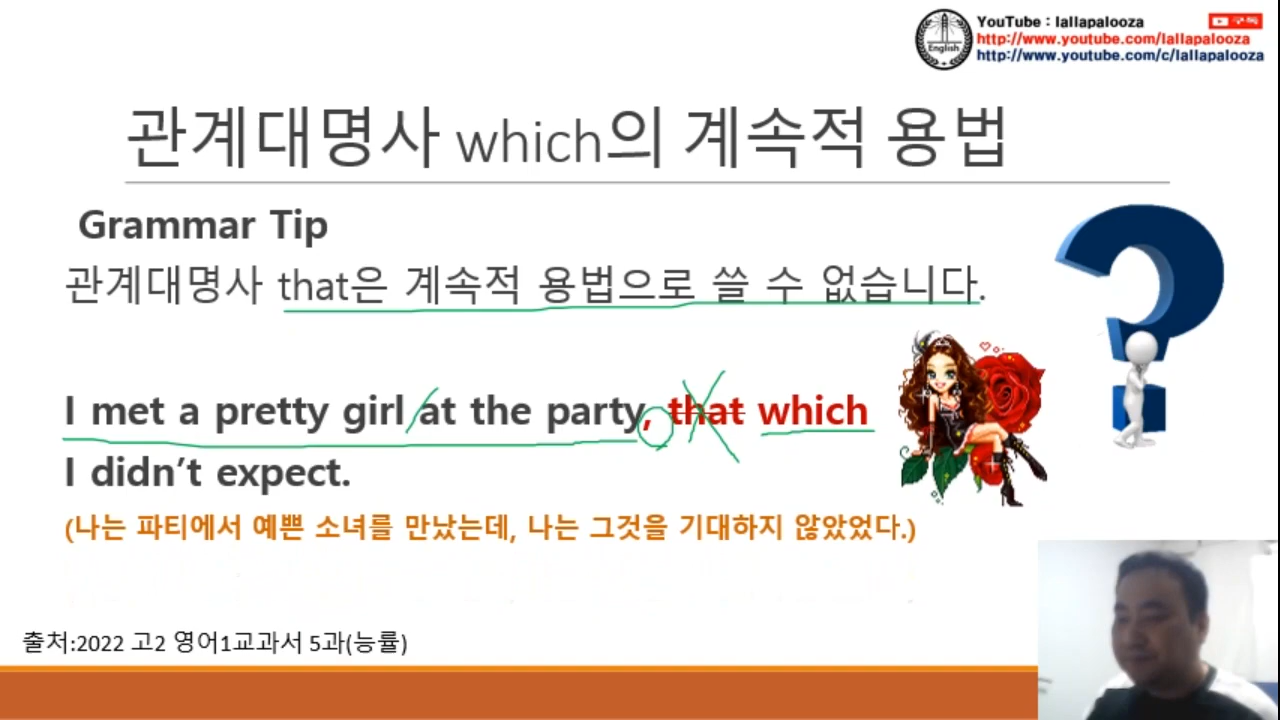 YouTube : lallapalooza
구독
http://www.youtube.com/lallapalooza
http://www.youtube.com/c/lallapalooza
English
관계대명사 which의 계속적 용법
Grammar Tip
관계대명사 that은 계속적 용법으로 쓸 수 없습니다.
I met a pretty girl at the party, that which
I didn’t expect.
(나는 파티에서 예쁜 소녀를 만났는데, 나는 그것을 기대하지 않았었다.)
출처:2022 고2 영어1교과서 5과(능률)